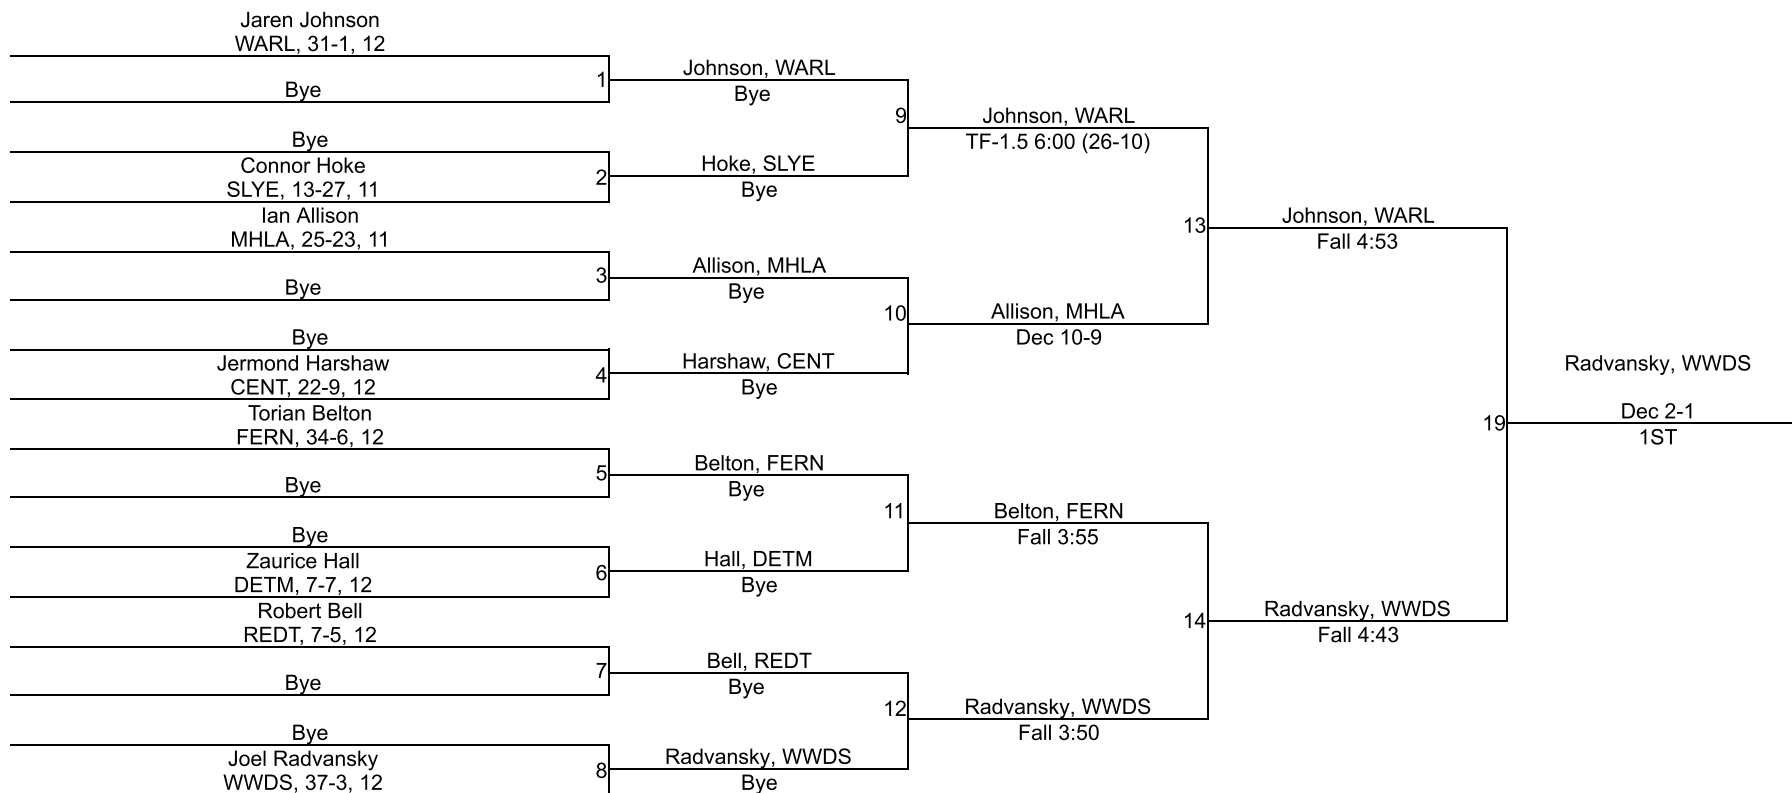 Jaren Johnson
WARL, 31-1, 12
Bye
1
Bye
Connor Hoke
SLYE, 13-27, 11
2
Ian Allison
MHLA, 25-23, 11
Bye
3
Bye
Jermond Harshaw
CENT, 22-9, 12
4
Torian Belton
FERN, 34-6, 12
Bye
5
Bye
Zaurice Hall
DETM, 7-7, 12
6
Robert Bell
REDT, 7-5, 12
Bye
7
Bye
Joel Radvansky
WWDS, 37-3, 12
8
Johnson, WARL
Bye
9
Hoke, SLYE
Bye
Allison, MHLA
Bye
10
Harshaw, CENT
Bye
Belton, FERN
Bye
11
Hall, DETM
Bye
Bell, REDT
Bye
12
Radvansky, WWDS
Bye
Johnson, WARL
TF-1.5 6:00 (26-10)
13
Allison, MHLA
Dec 10-9
Belton, FERN
Fall 3:55
14
Radvansky, WWDS
Fall 3:50
Johnson, WARL
Fall 4:53
19
Radvansky, WWDS
Fall 4:43
Radvansky, WWDS
Dec 2-1
1ST